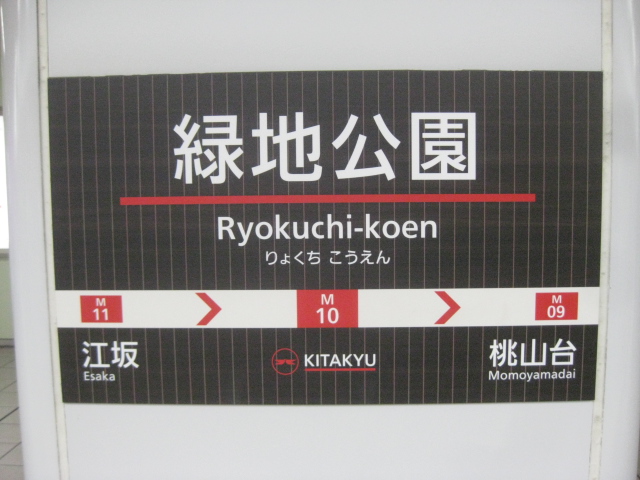 緑地公園
Ryokuchi-koen
りょくち こうえん
M 11
M 10
M 09
江坂
Esaka
KITAKYU
桃山台
Momoyamadai